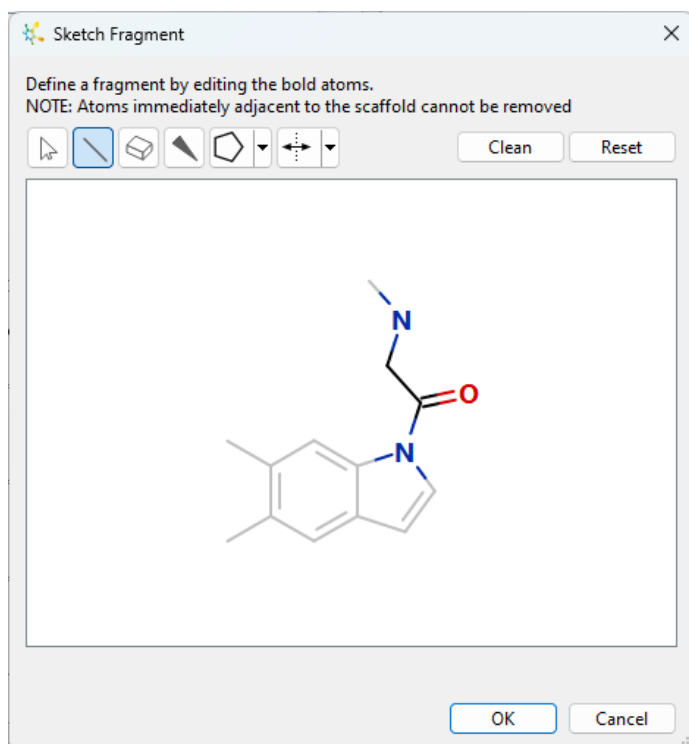 Sketch Fragment
Define a fragment by editing the bold atoms.
NOTE: Atoms immediately adjacent to the scaffold cannot be removed
Clean Reset
N
O
N
OK Cancel